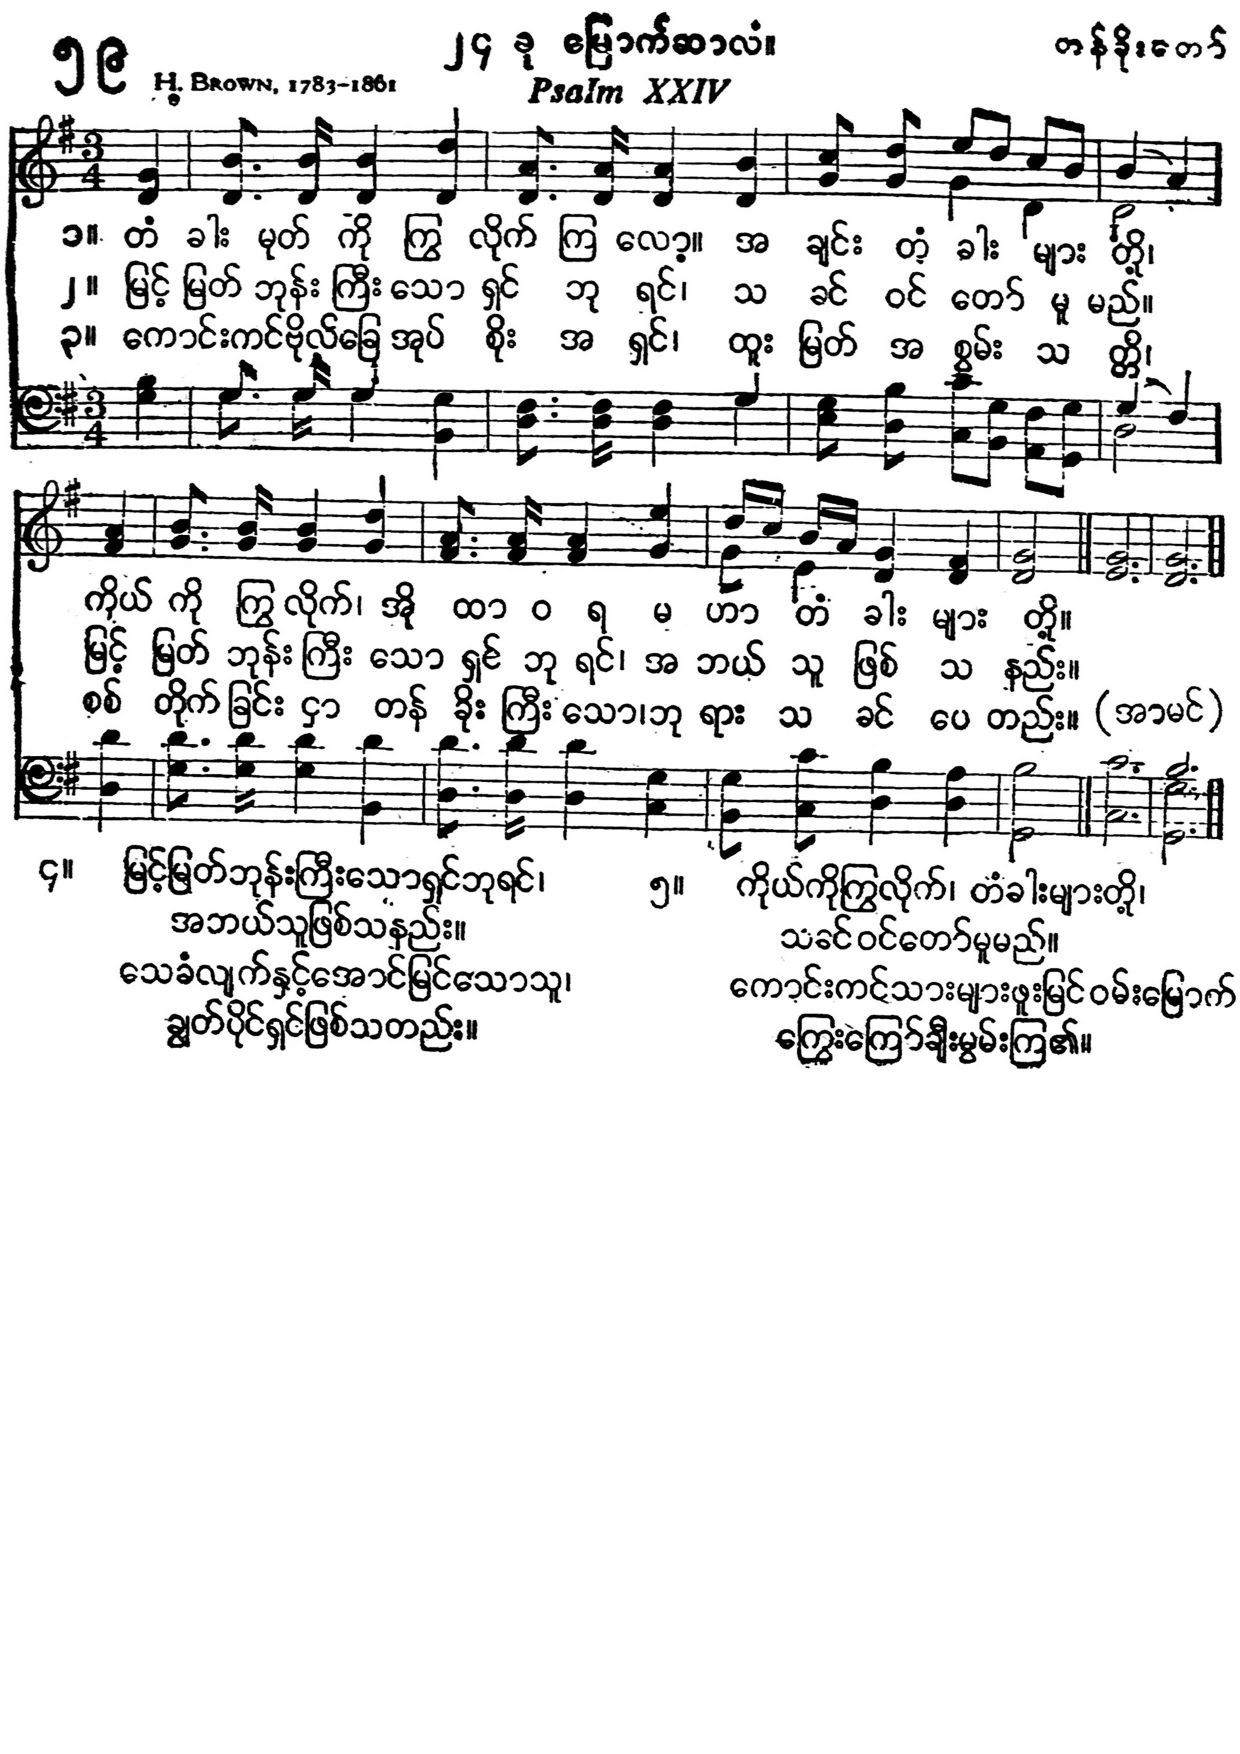 ၅၉
၂၄ ခု မြောက်ဆာလံ။
တန်ခိုးတော်
H. BROWN, 1783-1861
Psalm XXIV
၁။ တံ ခါး မုတ် ကို ကြွ လိုက် ကြ လော့။ အ ချင်း တံ့ ခါး များ တို့၊
၂။ မြင့် မြတ် ဘုန်း ကြီး သော ရှင် ဘု ရင်၊ သ ခင် ဝင် တော် မူ မည်။
၃။ ကောင်းကင်ဗိုလ်ခြေ အုပ် စိုး အ ရှင်၊ ထူး မြတ် အ စွမ်း သ တ္တိ၊
ကိုယ် ကို ကြွ လိုက်၊ အို ထာ ဝ ရ မ ဟာ တံ ခါး များ တို့။
မြင့် မြတ် ဘုန်း ကြီး သော ရှင် ဘု ရင်၊ အ ဘယ် သူ ဖြစ် သ နည်း။
စစ် တိုက် ခြင်း ငှာ တန် ခိုး ကြီး သော၊ဘု ရား သ ခင် ပေ တည်း။ (အာမင်)
၄။ မြင့်မြတ်ဘုန်းကြီးသောရှင်ဘုရင်၊
အဘယ်သူဖြစ်သနည်း။
သေခံလျက်နှင့်အောင်မြင်သောသူ၊
ချွတ်ပိုင်ရှင်ဖြစ်သတည်း။
၅။ ကိုယ်ကိုကြွလိုက်၊ တံခါးများတို့၊
သခင်ဝင်တော်မူမည်။
ကောင်းကင်သားများဖူးမြင်ဝမ်းမြောက်
ကြွေးကြော်ချီးမွမ်းကြ၏။